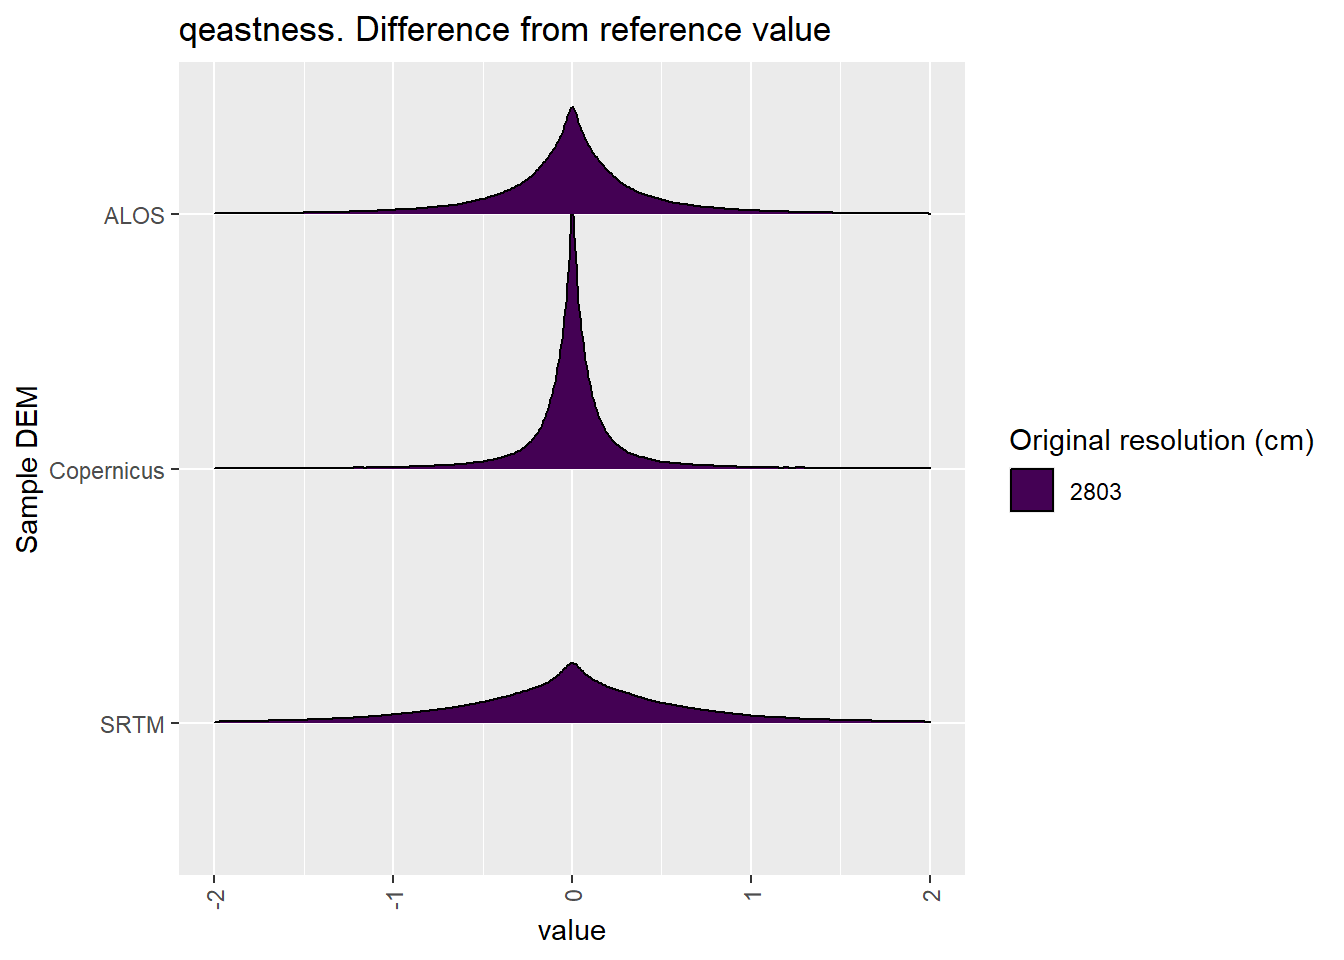 qeastness. Difference from reference value
Sample DEM
ALOS
Copernicus
SRTM
-2
-1
0
1
2
value
Original resolution (cm)
2803